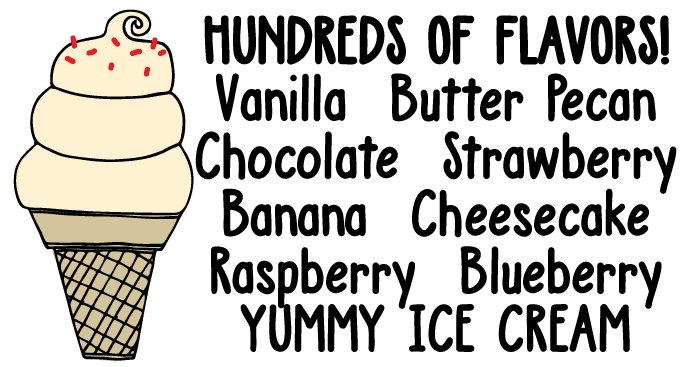 HUNDREDS OF FLAVORS!
Vanilla Butter Pecan
Chocolate Strawberry
Banana Cheesecake
Raspberry Blueberry
YUMMY ICE CREAM